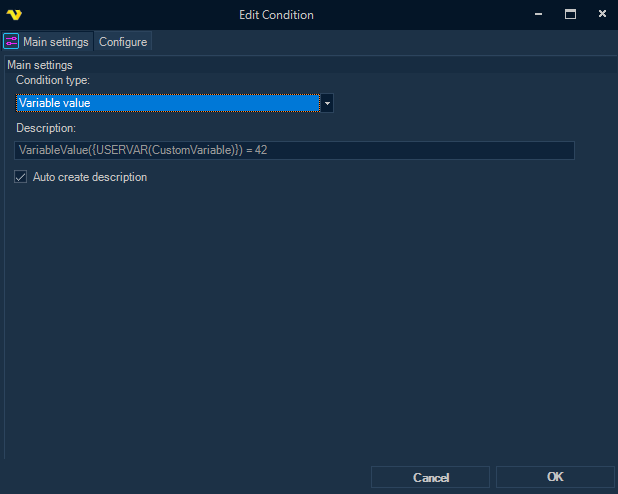 Edit Condition
Main settings
Configure
Main settings
Condition type:
Variable value
Description:
VariableValue({USERVAR(CustomVariable)}) = 42
Auto create description
Cancel
OK